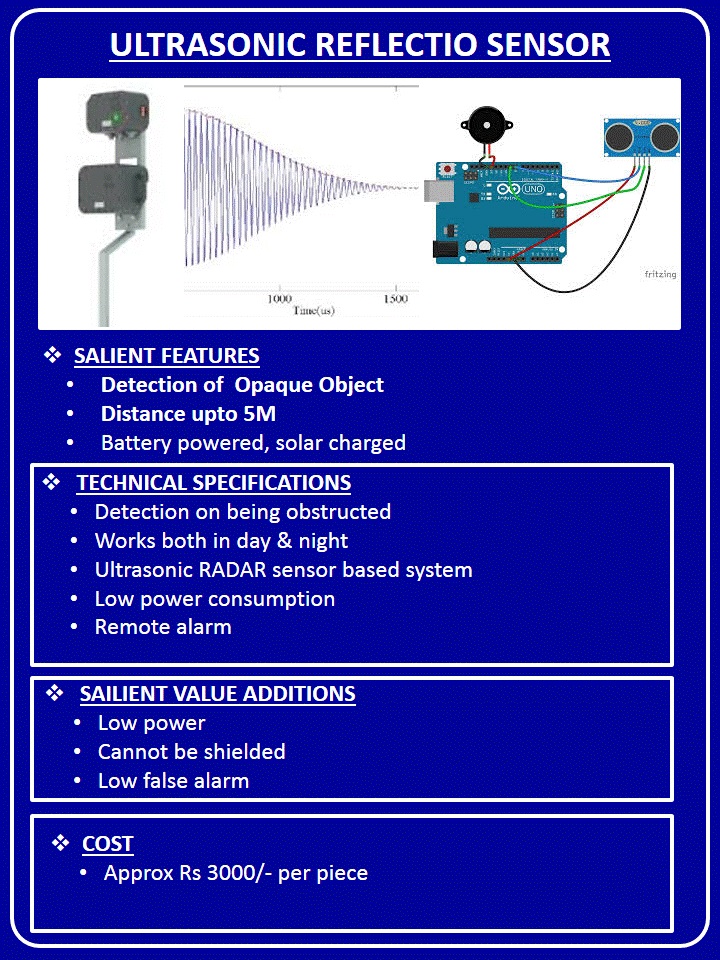 ULTRASONIC REFLECTIO SENSOR
UNO
Arduino
1000
1500
Time(us)
fritzing
❖ SALIENT FEATURES
• Detection of Opaque Object
• Distance upto 5M
• Battery powered, solar charged
❖ TECHNICAL SPECIFICATIONS
• Detection on being obstructed
• Works both in day & night
• Ultrasonic RADAR sensor based system
• Low power consumption
• Remote alarm
❖ SAILIENT VALUE ADDITIONS
• Low power
• Cannot be shielded
• Low false alarm
❖ COST
• Approx Rs 3000/- per piece